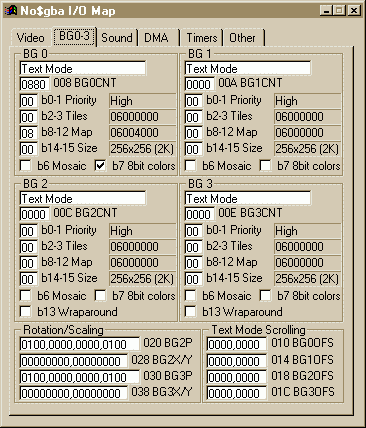 No$gba I/O Map
Video BG0-3 Sound DMA Timers Other
BG 0
Text Mode
0880 008 BG0CNT
00 b0-1 Priority High
00 b2-3 Tiles 06000000
08 b8-12 Map 06004000
00 b14-15 Size 256x256 (2K)
b6 Mosaic b7 8bit colors
BG 1
Text Mode
0000 00A BG1CNT
00 b0-1 Priority High
00 b2-3 Tiles 06000000
00 b8-12 Map 06000000
00 b14-15 Size 256x256 (2K)
b6 Mosaic b7 8bit colors
BG 2
Text Mode
0000 00C BG2CNT
00 b0-1 Priority High
00 b2-3 Tiles 06000000
00 b8-12 Map 06000000
00 b14-15 Size 256x256 (2K)
b6 Mosaic b7 8bit colors
b13 Wraparound
BG 3
Text Mode
0000 00E BG3CNT
00 b0-1 Priority High
00 b2-3 Tiles 06000000
00 b8-12 Map 06000000
00 b14-15 Size 256x256 (2K)
b6 Mosaic b7 8bit colors
b13 Wraparound
Rotation/Scaling
0100,0000,0000,0100 020 BG2P
00000000,00000000 028 BG2X/Y
0100,0000,0000,0100 030 BG3P
00000000,00000000 038 BG3X/Y
Text Mode Scrolling
0000,0000 010 BG0OFS
0000,0000 014 BG1OFS
0000,0000 018 BG2OFS
0000,0000 01C BG3OFS